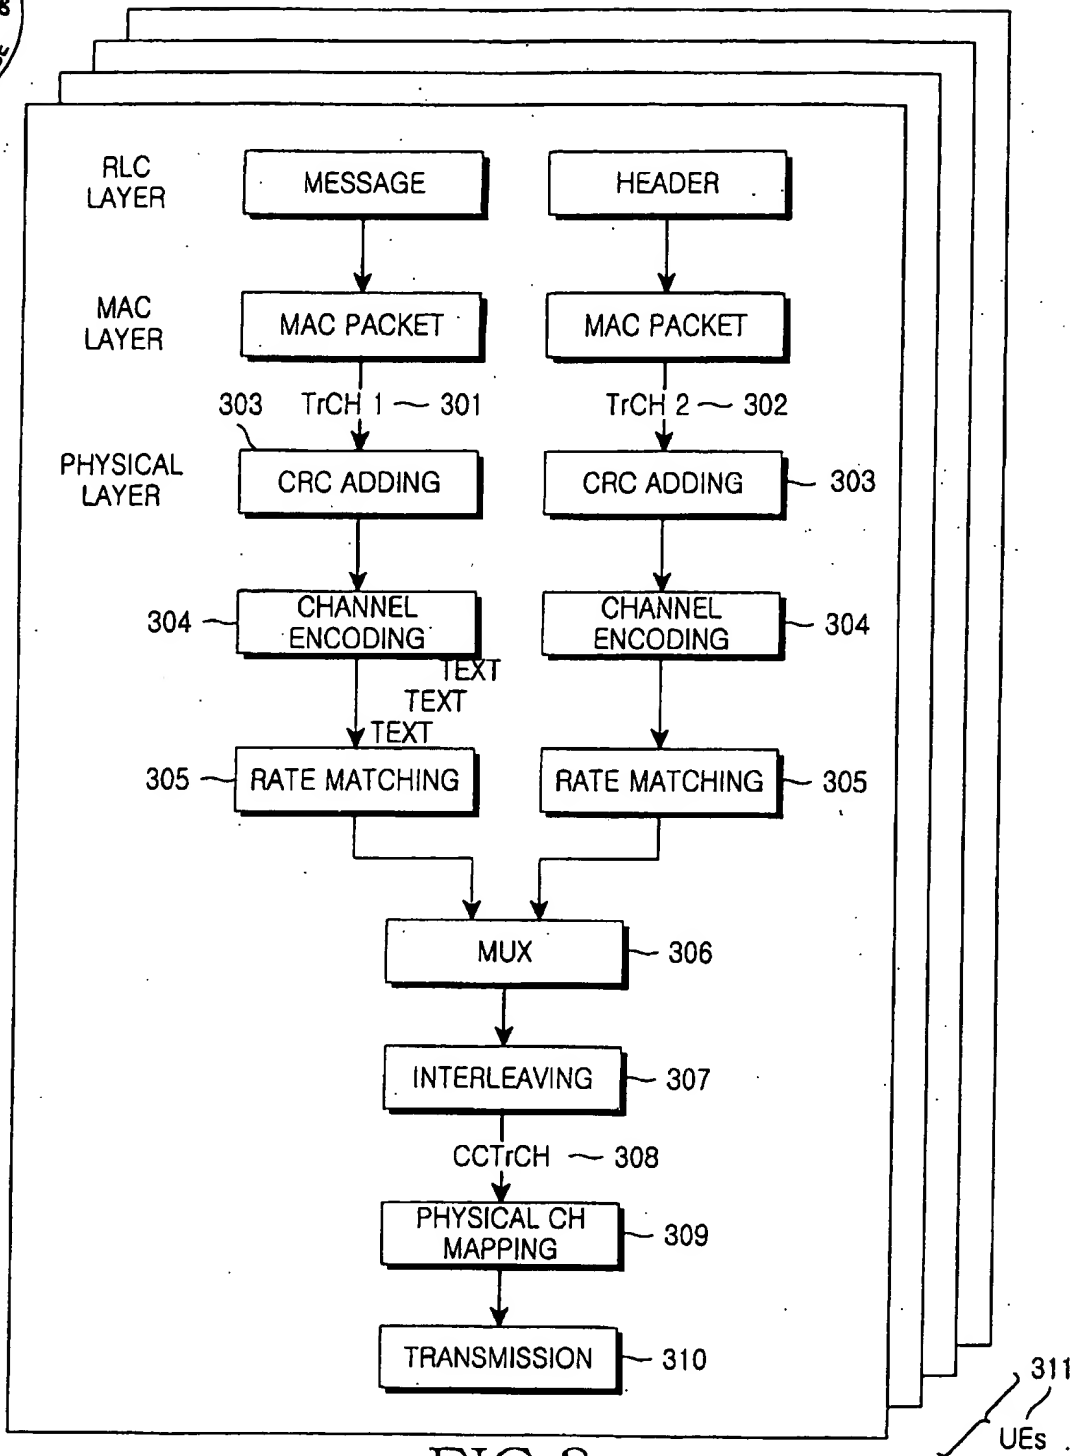 RLC
LAYER
MESSAGE
HEADER
MAC
LAYER
MAC PACKET
MAC PACKET
303
TrCH 1
301
TrCH 2
302
PHYSICAL
LAYER
CRC ADDING
CRC ADDING
303
304
CHANNEL
ENCODING
CHANNEL
ENCODING
304
TEXT
TEXT
TEXT
305
RATE MATCHING
RATE MATCHING
305
MUX
306
INTERLEAVING
307
CCTrCH
308
PHYSICAL CH
MAPPING
309
TRANSMISSION
310
311
UEs